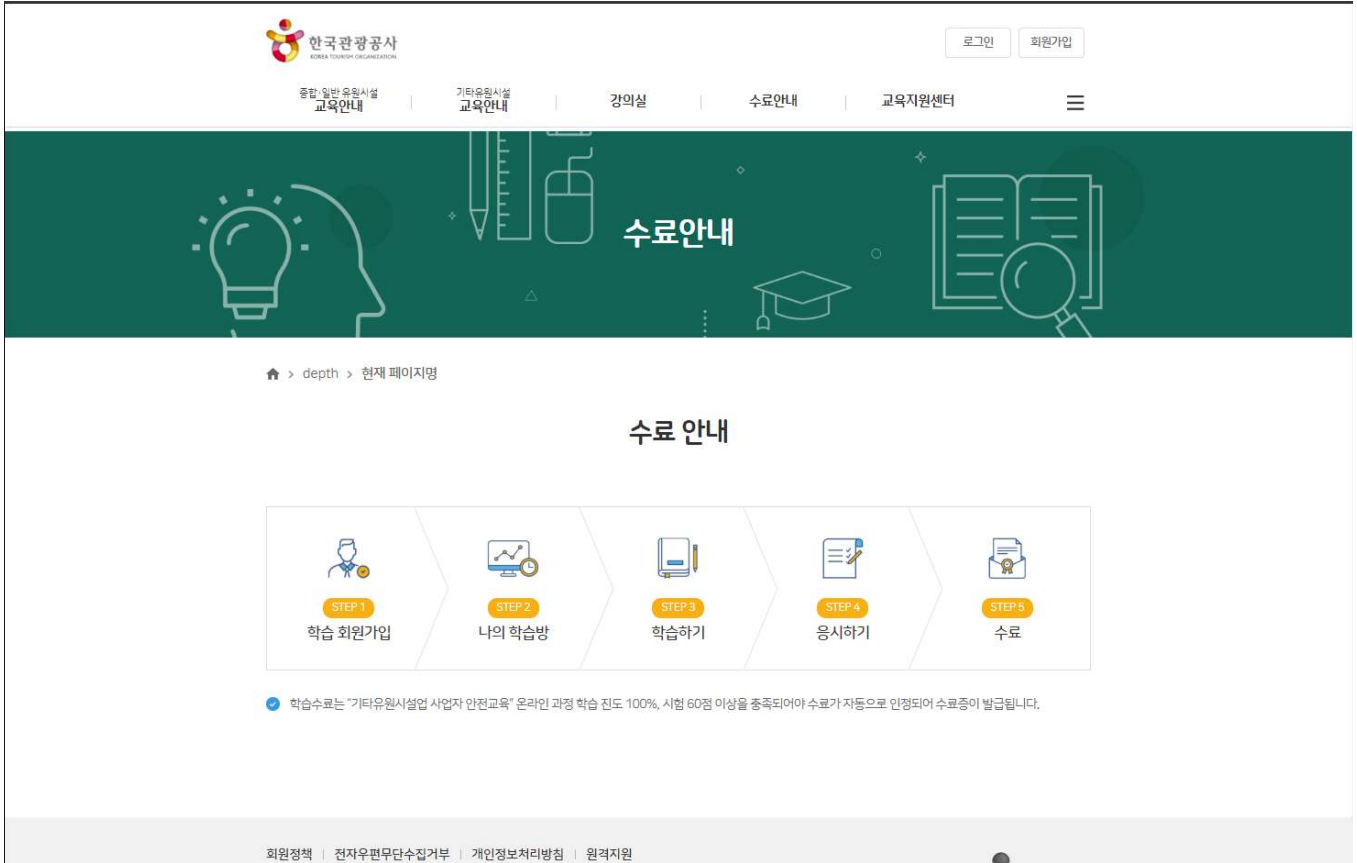 한국관광공사
KOREA TOURISM ORGANIZATION
로그인
회원가입
종합·일반 유원시설
교육안내
기타유원시설
교육안내
강의실
수료안내
교육지원센터
수료안내
> depth > 현재 페이지명
수료 안내
STEP 1
학습 회원가입
STEP 2
나의 학습방
STEP 3
학습하기
STEP 4
응시하기
STEP 5
수료
학습수료는 "기타유원시설업 사업자 안전교육" 온라인 과정 학습 진도 100%, 시험 60점 이상을 충족되어야 수료가 자동으로 인정되어 수료증이 발급됩니다.
회원정책 | 전자우편무단수집거부 | 개인정보처리방침 | 원격지원